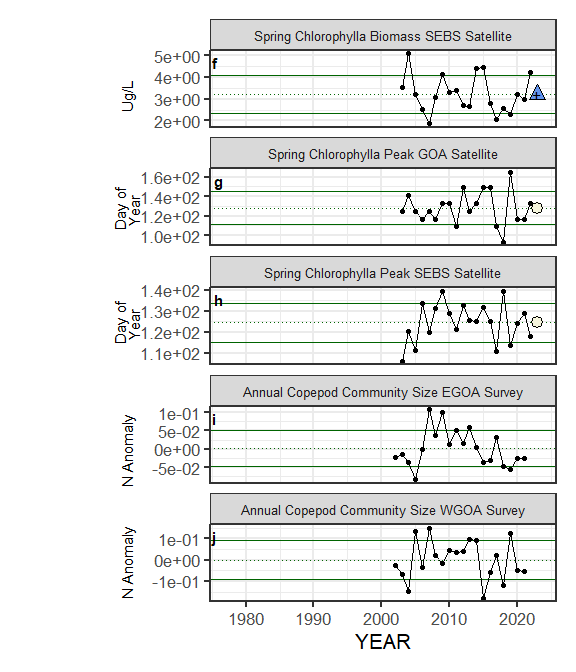 Spring Chlorophylla Biomass SEBS Satellite
f
5e+00
4e+00
3e+00
2e+00
Ug/L
Spring Chlorophylla Peak GOA Satellite
g
1.6e+02
1.4e+02
1.2e+02
1.0e+02
Day of
Year
Spring Chlorophylla Peak SEBS Satellite
h
1.4e+02
1.3e+02
1.2e+02
1.1e+02
Day of
Year
Annual Copepod Community Size EGOA Survey
i
1e-01
5e-02
0e+00
-5e-02
N Anomaly
Annual Copepod Community Size WGOA Survey
j
1e-01
0e+00
-1e-01
N Anomaly
1980 1990 2000 2010 2020
YEAR